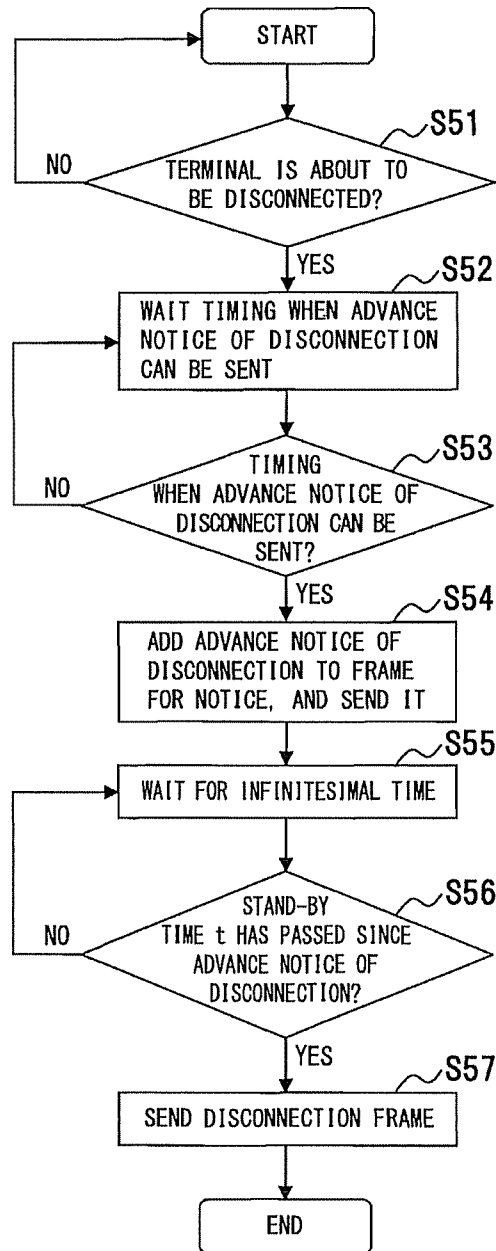 START
S51
TERMINAL IS ABOUT TO
BE DISCONNECTED?
NO
YES
S52
WAIT TIMING WHEN ADVANCE
NOTICE OF DISCONNECTION
CAN BE SENT
S53
TIMING
WHEN ADVANCE NOTICE OF
DISCONNECTION CAN BE
SENT?
NO
YES
S54
ADD ADVANCE NOTICE OF
DISCONNECTION TO FRAME
FOR NOTICE, AND SEND IT
S55
WAIT FOR INFINITESIMAL TIME
S56
STAND-BY
TIME t HAS PASSED SINCE
ADVANCE NOTICE OF
DISCONNECTION?
NO
YES
S57
SEND DISCONNECTION FRAME
END